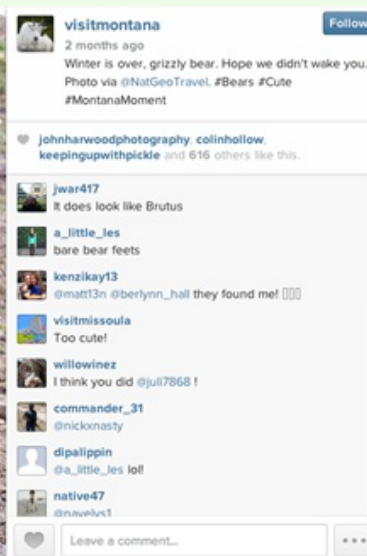 visitmontana
Follow
2 months ago
Winter is over, grizzly bear. Hope we didn't wake you.
Photo via @NatGeoTravel. #Bears #Cute
#MontanaMoment
johnharwoodphotography, colinhollow,
keepingupwithpickle and 616 others like this.
jwar417
It does look like Brutus
a_little_les
bare bear feets
kenzikay13
@matt13n @berlynn_hall they found me! 
visitmissoula
Too cute!
willowinez
I think you did @juli7868 !
commander_31
@nickxnasty
dipalippin
@a_little_les lol!
native47
@navelys1
Leave a comment...